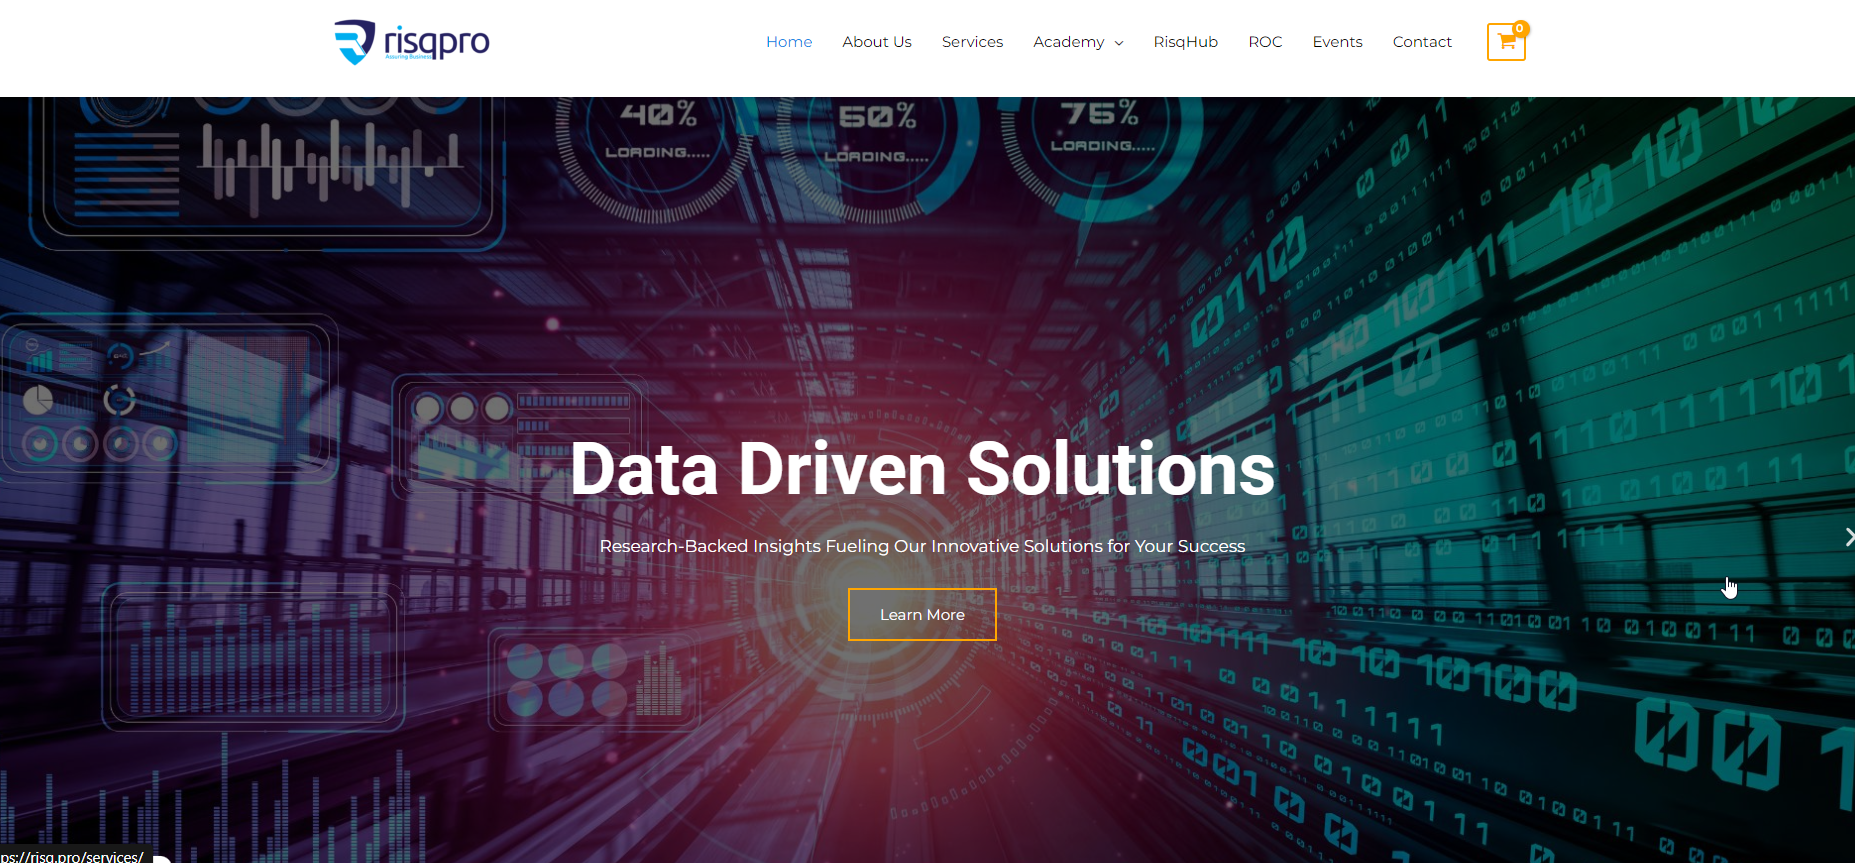 risqpro
Assuring Business
Home About Us Services Academy RisqHub ROC Events Contact 0
40% 50% 75%
LOADING..... LOADING..... LOADING.....
Data Driven Solutions
Research-Backed Insights Fueling Our Innovative Solutions for Your Success
Learn More
ps://risq.pro/services/